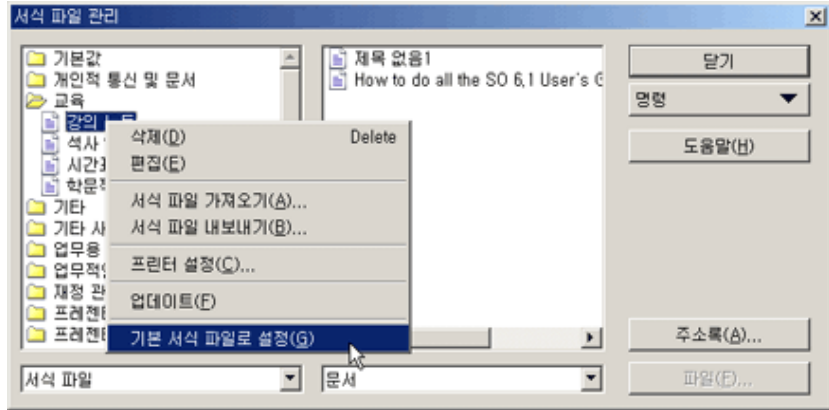 서식 파일 관리
기본값
개인적 통신 및 문서
교육
강의
석사
시간표
학문적
기타
기타 사
업무용
업무적인
재정 관
프레젠테
프레젠테
제목 없음1
How to do all the SO 6,1 User's G
닫기
명령
도움말(H)
주소록(A)...
파일(F)...
삭제(D) Delete
편집(E)
서식 파일 가져오기(A)...
서식 파일 내보내기(B)...
프린터 설정(C)...
업데이트(F)
기본 서식 파일로 설정(G)
서식 파일
문서